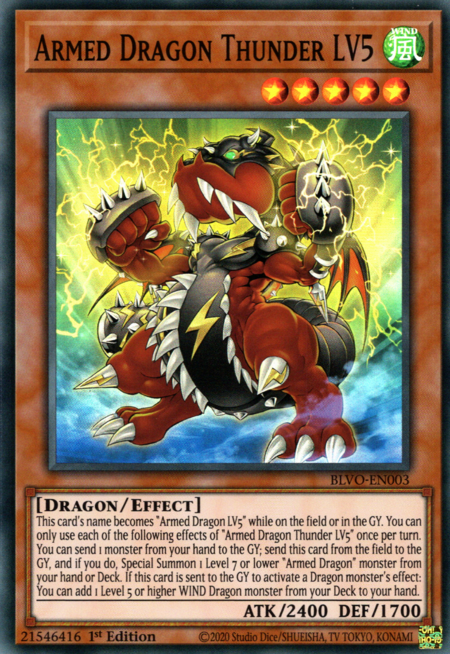 ARMED DRAGON THUNDER LV5
WIND
風
BLVO-EN003
[DRAGON/EFFECT]
This card's name becomes "Armed Dragon LV5" while on the field or in the GY. You can
only use each of the following effects of "Armed Dragon Thunder LV5" once per turn.
You can send 1 monster from your hand to the GY; send this card from the field to the
GY, and if you do, Special Summon 1 Level 7 or lower "Armed Dragon" monster from
your hand or Deck. If this card is sent to the GY to activate a Dragon monster's effect:
You can add 1 Level 5 or higher WIND Dragon monster from your Deck to your hand.
ATK/2400 DEF/1700
21546416 1st Edition ©2020 Studio Dice/SHUEISHA, TV TOKYO, KONAMI